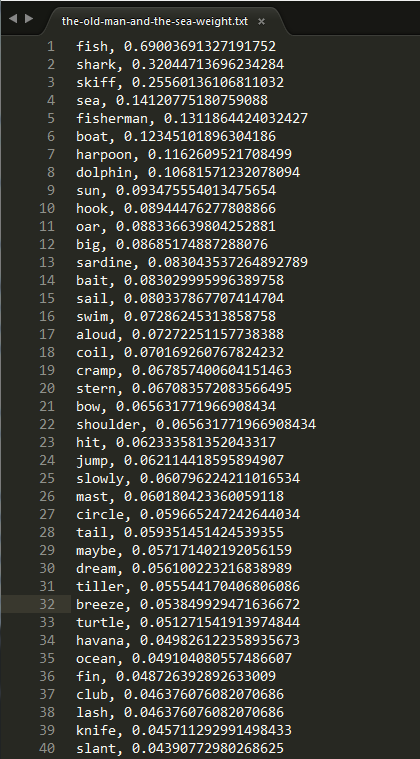 the-old-man-and-the-sea-weight.txt ×
1 fish, 0.69003691327191752
2 shark, 0.32044713696234284
3 skiff, 0.25560136106811032
4 sea, 0.14120775180759088
5 fisherman, 0.1311864424032427
6 boat, 0.12345101896304186
7 harpoon, 0.1162609521708499
8 dolphin, 0.10681571232078094
9 sun, 0.093475554013475654
10 hook, 0.08944476277808866
11 oar, 0.088336639804252881
12 big, 0.08685174887288076
13 sardine, 0.083043537264892789
14 bait, 0.083029995996389758
15 sail, 0.080337867707414704
16 swim, 0.07286245313858758
17 aloud, 0.07272251157738388
18 coil, 0.070169260767824232
19 cramp, 0.067857400604151463
20 stern, 0.067083572083566495
21 bow, 0.065631771966908434
22 shoulder, 0.065631771966908434
23 hit, 0.062333581352043317
24 jump, 0.062114418595894907
25 slowly, 0.060796224211016534
26 mast, 0.060180423360059118
27 circle, 0.059665247242644034
28 tail, 0.059351451424539355
29 maybe, 0.057171402192056159
30 dream, 0.056100223216838989
31 tiller, 0.055544170406806086
32 breeze, 0.053849929471636672
33 turtle, 0.051271541913974844
34 havana, 0.049826122358935673
35 ocean, 0.049104080557486607
36 fin, 0.048726392892633009
37 club, 0.046376076082070686
38 lash, 0.046376076082070686
39 knife, 0.045711292991498433
40 slant, 0.04390772980268625